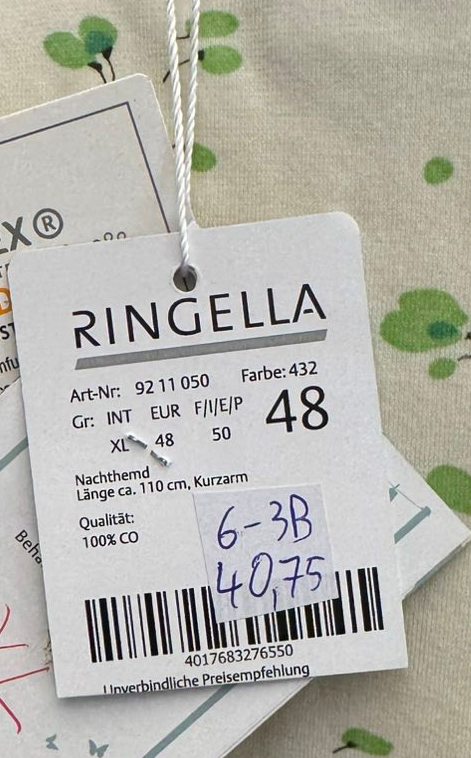 EX®
RINGELLA
Art-Nr: 92 11 050 Farbe: 432
Gr: INT EUR F/I/E/P 48
XL 48 50
Nachthemd
Länge ca. 110 cm, Kurzarm
Qualität:
100% CO
6-3B
40,75
4017683276550
Unverbindliche Preisempfehlung